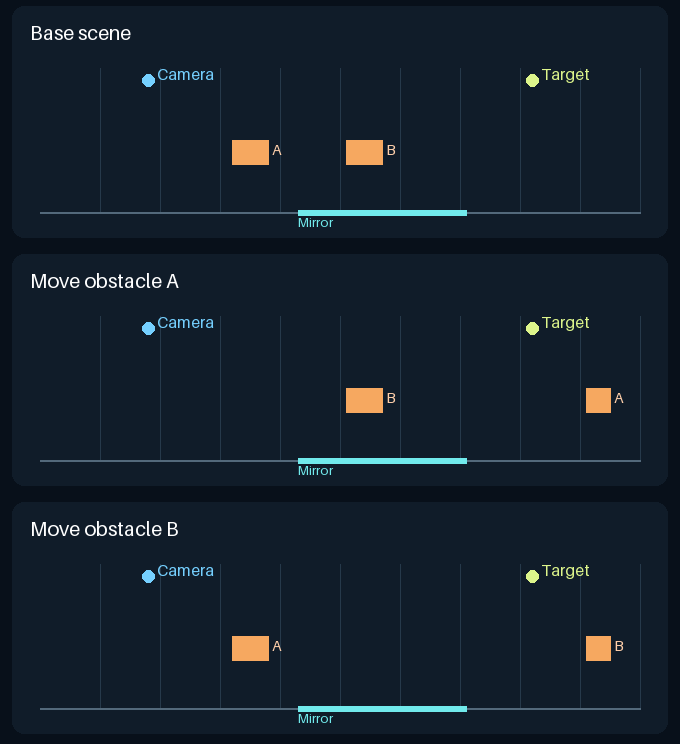 Base scene
Camera
Target
A
B
Mirror
Move obstacle A
Camera
Target
B
A
Mirror
Move obstacle B
Camera
Target
A
B
Mirror